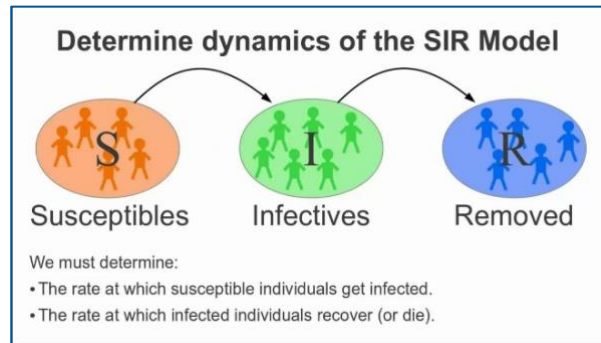 Determine dynamics of the SIR Model
S I R
Susceptibles Infectives Removed
We must determine:
• The rate at which susceptible individuals get infected.
• The rate at which infected individuals recover (or die).